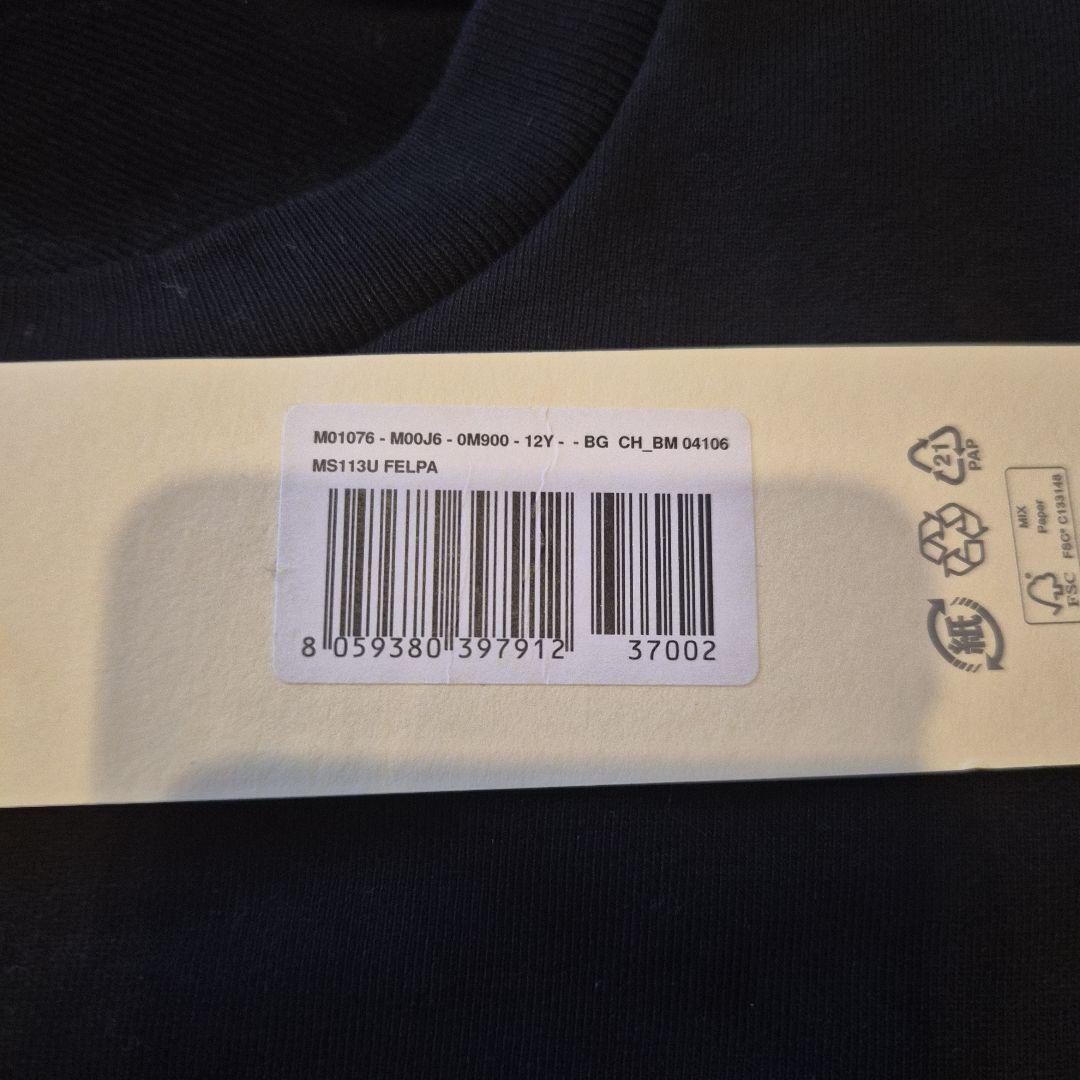 M01076 - M00J6 - 0M900 - 12Y - - BG CH_BM 04106
MS113U FELPA
8 059380 397912 37002
21
PAP
紙
MIX
Paper
FSC® C133148
FSC